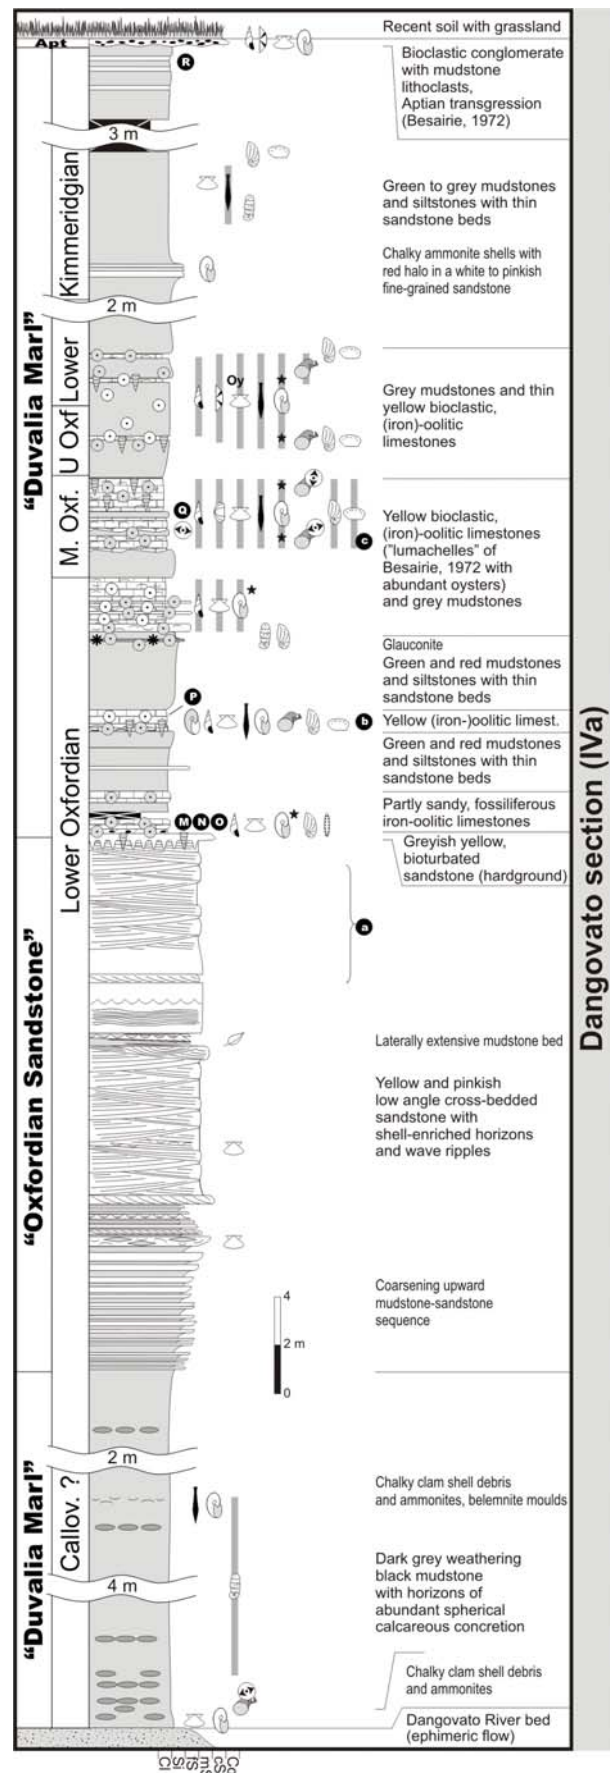 Recent soil with grassland
Apt
R
Bioclastic conglomerate
with mudstone
lithoclasts,
Aptian transgression
(Besairie, 1972)
3 m
Kimmeridgian
Green to grey mudstones
and siltstones with thin
sandstone beds
Chalky ammonite shells with
red halo in a white to pinkish
fine-grained sandstone
2 m
"Duvalia Marl"
Lower
Oy
U Oxf
Grey mudstones and thin
yellow bioclastic,
(iron)-oolitic
limestones
M. Oxf.
Q
c
Yellow bioclastic,
(iron)-oolitic limestones
("lumachelles" of
Besairie, 1972 with
abundant oysters)
and grey mudstones
Glauconite
Green and red mudstones
and siltstones with thin
sandstone beds
P
b
Yellow (iron-)oolitic limest.
Green and red mudstones
and siltstones with thin
sandstone beds
Lower Oxfordian
Partly sandy, fossiliferous
iron-oolitic limestones
M N O
Greyish yellow,
bioturbated
sandstone (hardground)
a
Dangovato section (IVa)
"Oxfordian Sandstone"
Laterally extensive mudstone bed
Yellow and pinkish
low angle cross-bedded
sandstone with
shell-enriched horizons
and wave ripples
4
2 m
0
Coarsening upward
mudstone-sandstone
sequence
2 m
"Duvalia Marl"
Callov. ?
Chalky clam shell debris
and ammonites, belemnite moulds
4 m
Dark grey weathering
black mudstone
with horizons of
abundant spherical
calcareous concretion
Chalky clam shell debris
and ammonites
Dangovato River bed
(ephimeric flow)
Cl
Si
fS
mS
cS
Co